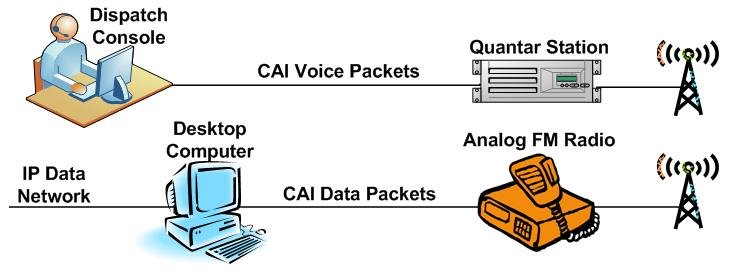 Dispatch
Console
Quantar Station
CAI Voice Packets
Desktop
Computer
Analog FM Radio
IP Data
Network
CAI Data Packets